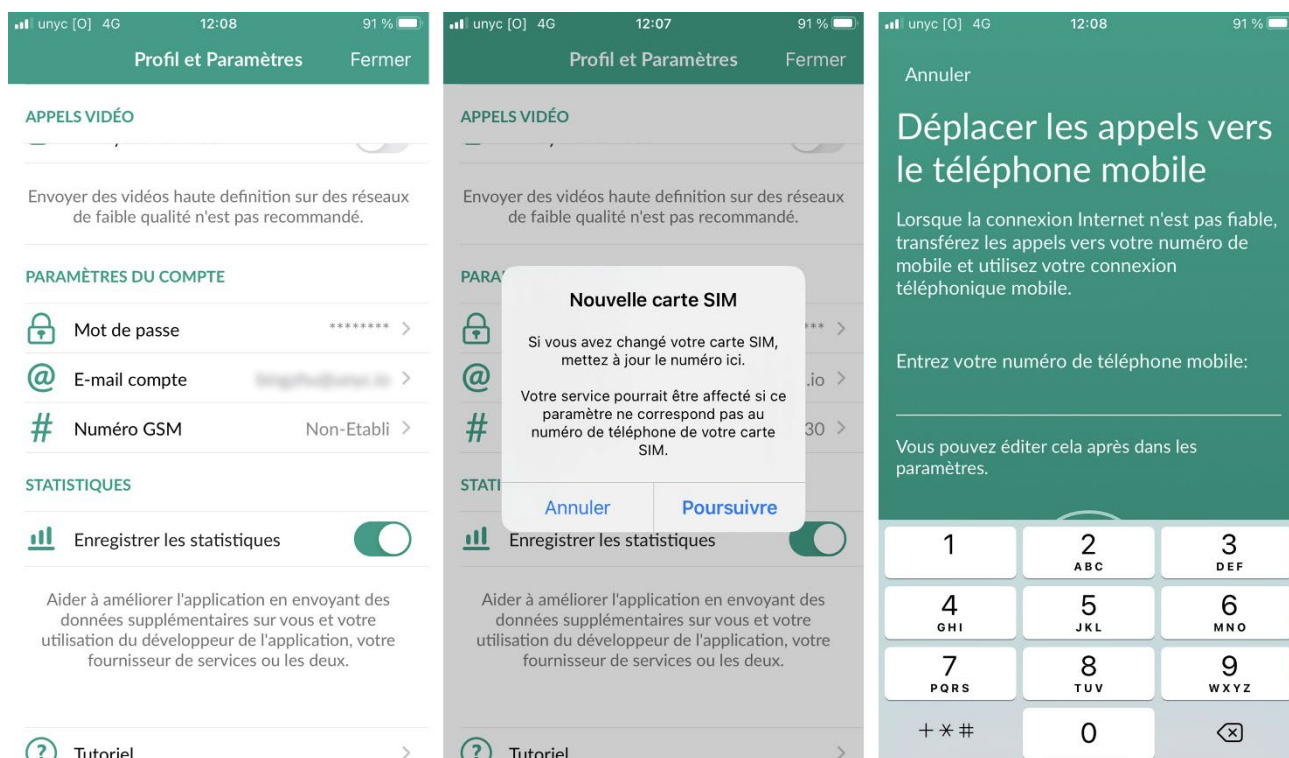 unyc [O] 4G 12:08 91 %
Profil et Paramètres Fermer
APPELS VIDÉO
Envoyer des vidéos haute definition sur des réseaux
de faible qualité n'est pas recommandé.
PARAMÈTRES DU COMPTE
Mot de passe ******** >
@ E-mail compte >
# Numéro GSM Non-Etabli >
STATISTIQUES
Enregistrer les statistiques
Aider à améliorer l'application en envoyant des
données supplémentaires sur vous et votre
utilisation du développeur de l'application, votre
fournisseur de services ou les deux.
? Tutoriel >
unyc [O] 4G 12:07 91 %
Profil et Paramètres Fermer
APPELS VIDÉO
Envoyer des vidéos haute definition sur des réseaux
de faible qualité n'est pas recommandé.
PARA
Nouvelle carte SIM
Si vous avez changé votre carte SIM,
mettez à jour le numéro ici.
Votre service pourrait être affecté si ce
paramètre ne correspond pas au
numéro de téléphone de votre carte
SIM.
Annuler Poursuivre
*** >
@ .io >
# 30 >
STATI
Enregistrer les statistiques
Aider à améliorer l'application en envoyant des
données supplémentaires sur vous et votre
utilisation du développeur de l'application, votre
fournisseur de services ou les deux.
? Tutoriel >
unyc [O] 4G 12:08 91 %
Annuler
Déplacer les appels vers
le téléphone mobile
Lorsque la connexion Internet n'est pas fiable,
transférez les appels vers votre numéro de
mobile et utilisez votre connexion
téléphonique mobile.
Entrez votre numéro de téléphone mobile:
Vous pouvez éditer cela après dans les
paramètres.
1 2 3
ABC DEF
4 5 6
GHI JKL MNO
7 8 9
PQRS TUV WXYZ
+*# 0